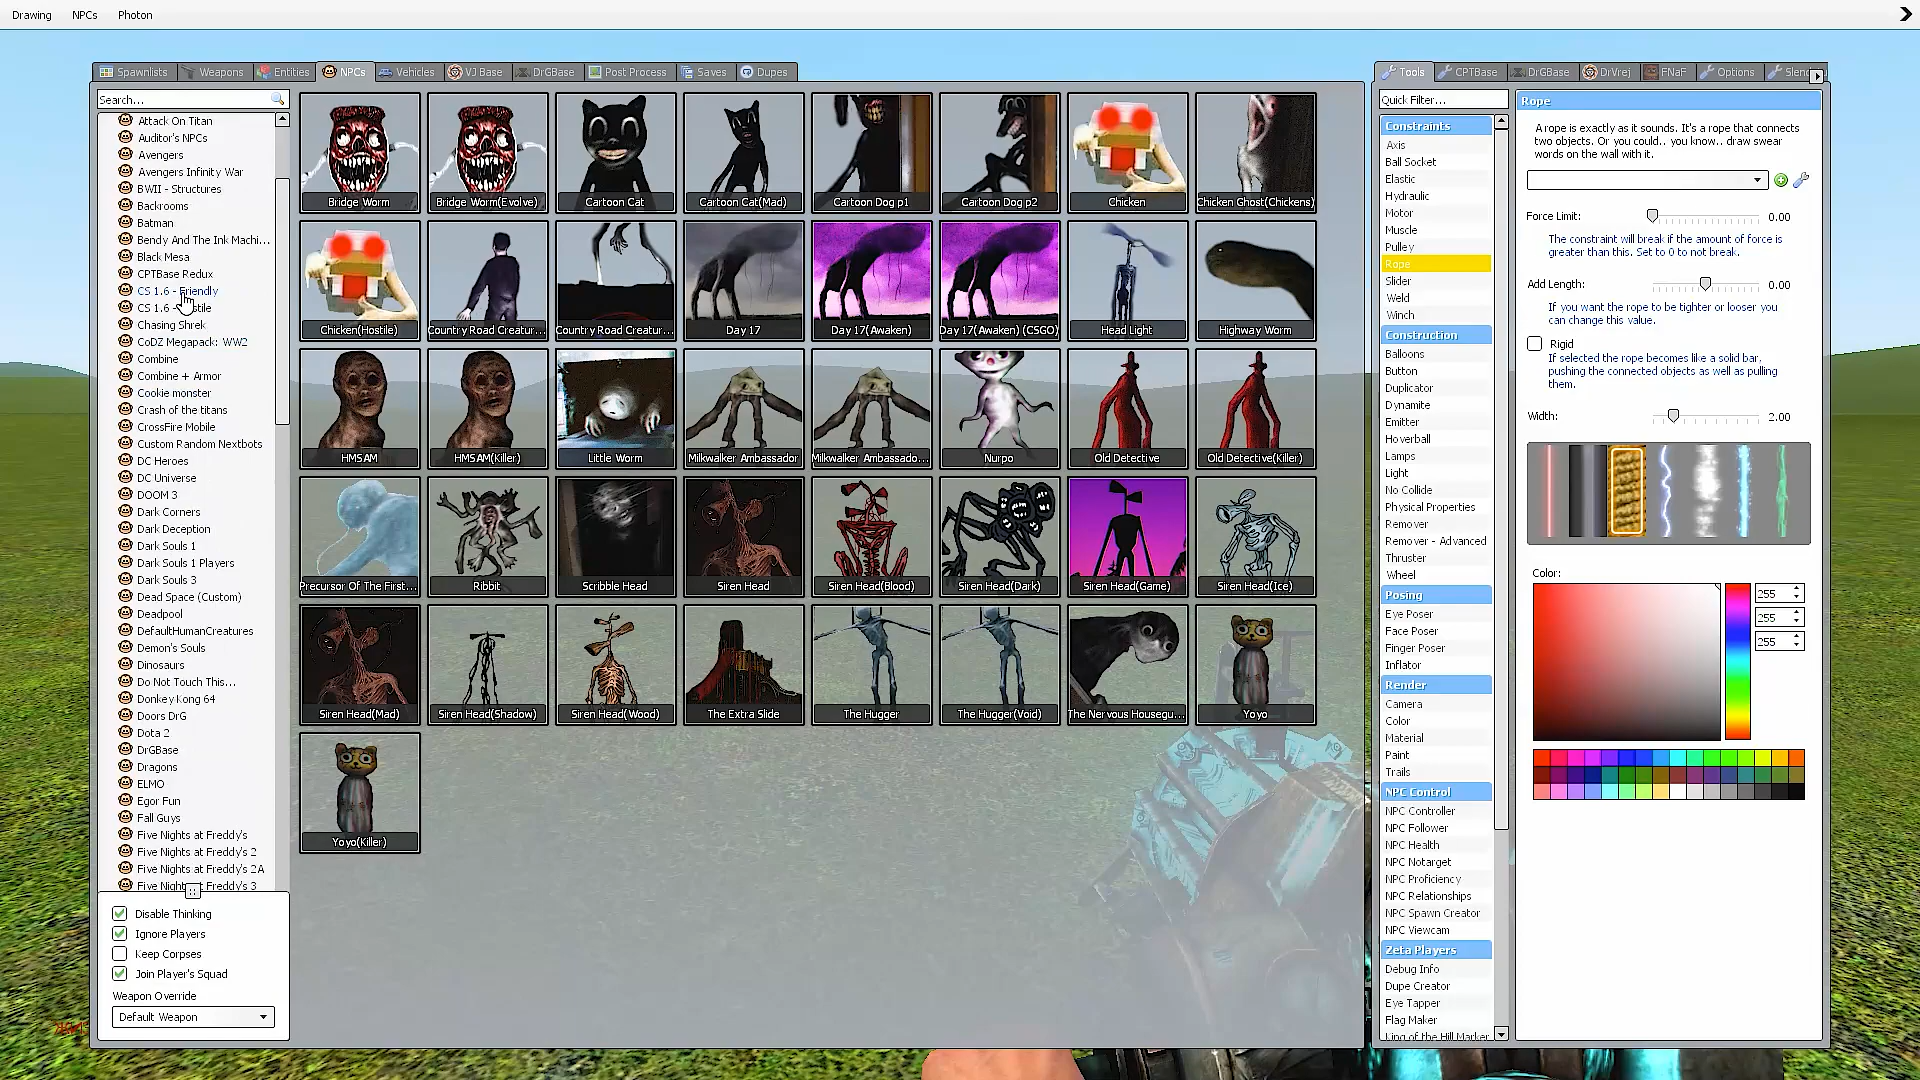 Drawing NPCs Photon
Spawnlists Weapons Entities NPCs Vehicles VJ Base DrGBase Post Process Saves Dupes
Search...
Attack On Titan
Auditor's NPCs
Avengers
Avengers Infinity War
BWII - Structures
Backrooms
Batman
Bendy And The Ink Machi...
Black Mesa
CPTBase Redux
CS 1.6 - Friendly
CS 1.6 -
Chasing Shrek
CoDZ Megapack: WW2
Combine
Combine + Armor
Cookie monster
Crash of the titans
CrossFire Mobile
Custom Random Nextbots
DC Heroes
DC Universe
DOOM 3
Dark Corners
Dark Deception
Dark Souls 1
Dark Souls 1 Players
Dark Souls 3
Dead Space (Custom)
Deadpool
DefaultHumanCreatures
Demon's Souls
Dinosaurs
Do Not Touch This...
Donkey Kong 64
Doors DrG
Dota 2
DrGBase
Dragons
ELMO
Egor Fun
Fall Guys
Five Nights at Freddy's
Five Nights at Freddy's 2
Five Nights at Freddy's 2A
Five Nights at Freddy's 3
Disable Thinking
Ignore Players
Keep Corpses
Join Player's Squad
Weapon Override
Default Weapon
Bridge Worm Bridge Worm(Evolve) Cartoon Cat Cartoon Cat(Mad) Cartoon Dog p1 Cartoon Dog p2 Chicken Chicken Ghost(Chickens)
Chicken(Hostile) Country Road Creatur... Country Road Creatur... Day 17 Day 17(Awaken) Day 17(Awaken) (CSGO) Head Light Highway Worm
HMSAM HMSAM(Killer) Little Worm Milkwalker Ambassador Milkwalker Ambassado... Nurpo Old Detective Old Detective(Killer)
Precursor Of The First... Ribbit Scribble Head Siren Head Siren Head(Blood) Siren Head(Dark) Siren Head(Game) Siren Head(Ice)
Siren Head(Mad) Siren Head(Shadow) Siren Head(Wood) The Extra Slide The Hugger The Hugger(Void) The Nervous Housegu... Yoyo
Yoyo(Killer)
Tools CPTBase DrGBase DrVrej FNaF Options Slen
Quick Filter...
Constraints
Axis
Ball Socket
Elastic
Hydraulic
Motor
Muscle
Pulley
Rope
Slider
Weld
Winch
Construction
Balloons
Button
Duplicator
Dynamite
Emitter
Hoverball
Lamps
Light
No Collide
Physical Properties
Remover
Remover - Advanced
Thruster
Wheel
Posing
Eye Poser
Face Poser
Finger Poser
Inflator
Render
Camera
Color
Material
Paint
Trails
NPC Control
NPC Controller
NPC Follower
NPC Health
NPC Notarget
NPC Proficiency
NPC Relationships
NPC Spawn Creator
NPC Viewcam
Zeta Players
Debug Info
Dupe Creator
Eye Tapper
Flag Maker
King of the Hill Marker
Rope
A rope is exactly as it sounds. It's a rope that connects
two objects. Or you could.. you know.. draw swear
words on the wall with it.
Force Limit: 0.00
The constraint will break if the amount of force is
greater than this. Set to 0 to not break.
Add Length: 0.00
If you want the rope to be tighter or looser you
can change this value.
Rigid
If selected the rope becomes like a solid bar,
pushing the connected objects as well as pulling
them.
Width: 2.00
Color:
255
255
255